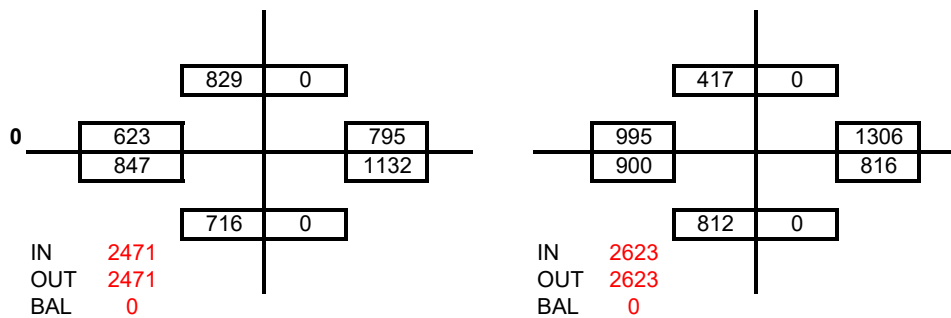 829 0 417 0
0 623 795 995 1306
847 1132 900 816
716 0 812 0
IN 2471 IN 2623
OUT 2471 OUT 2623
BAL 0 BAL 0